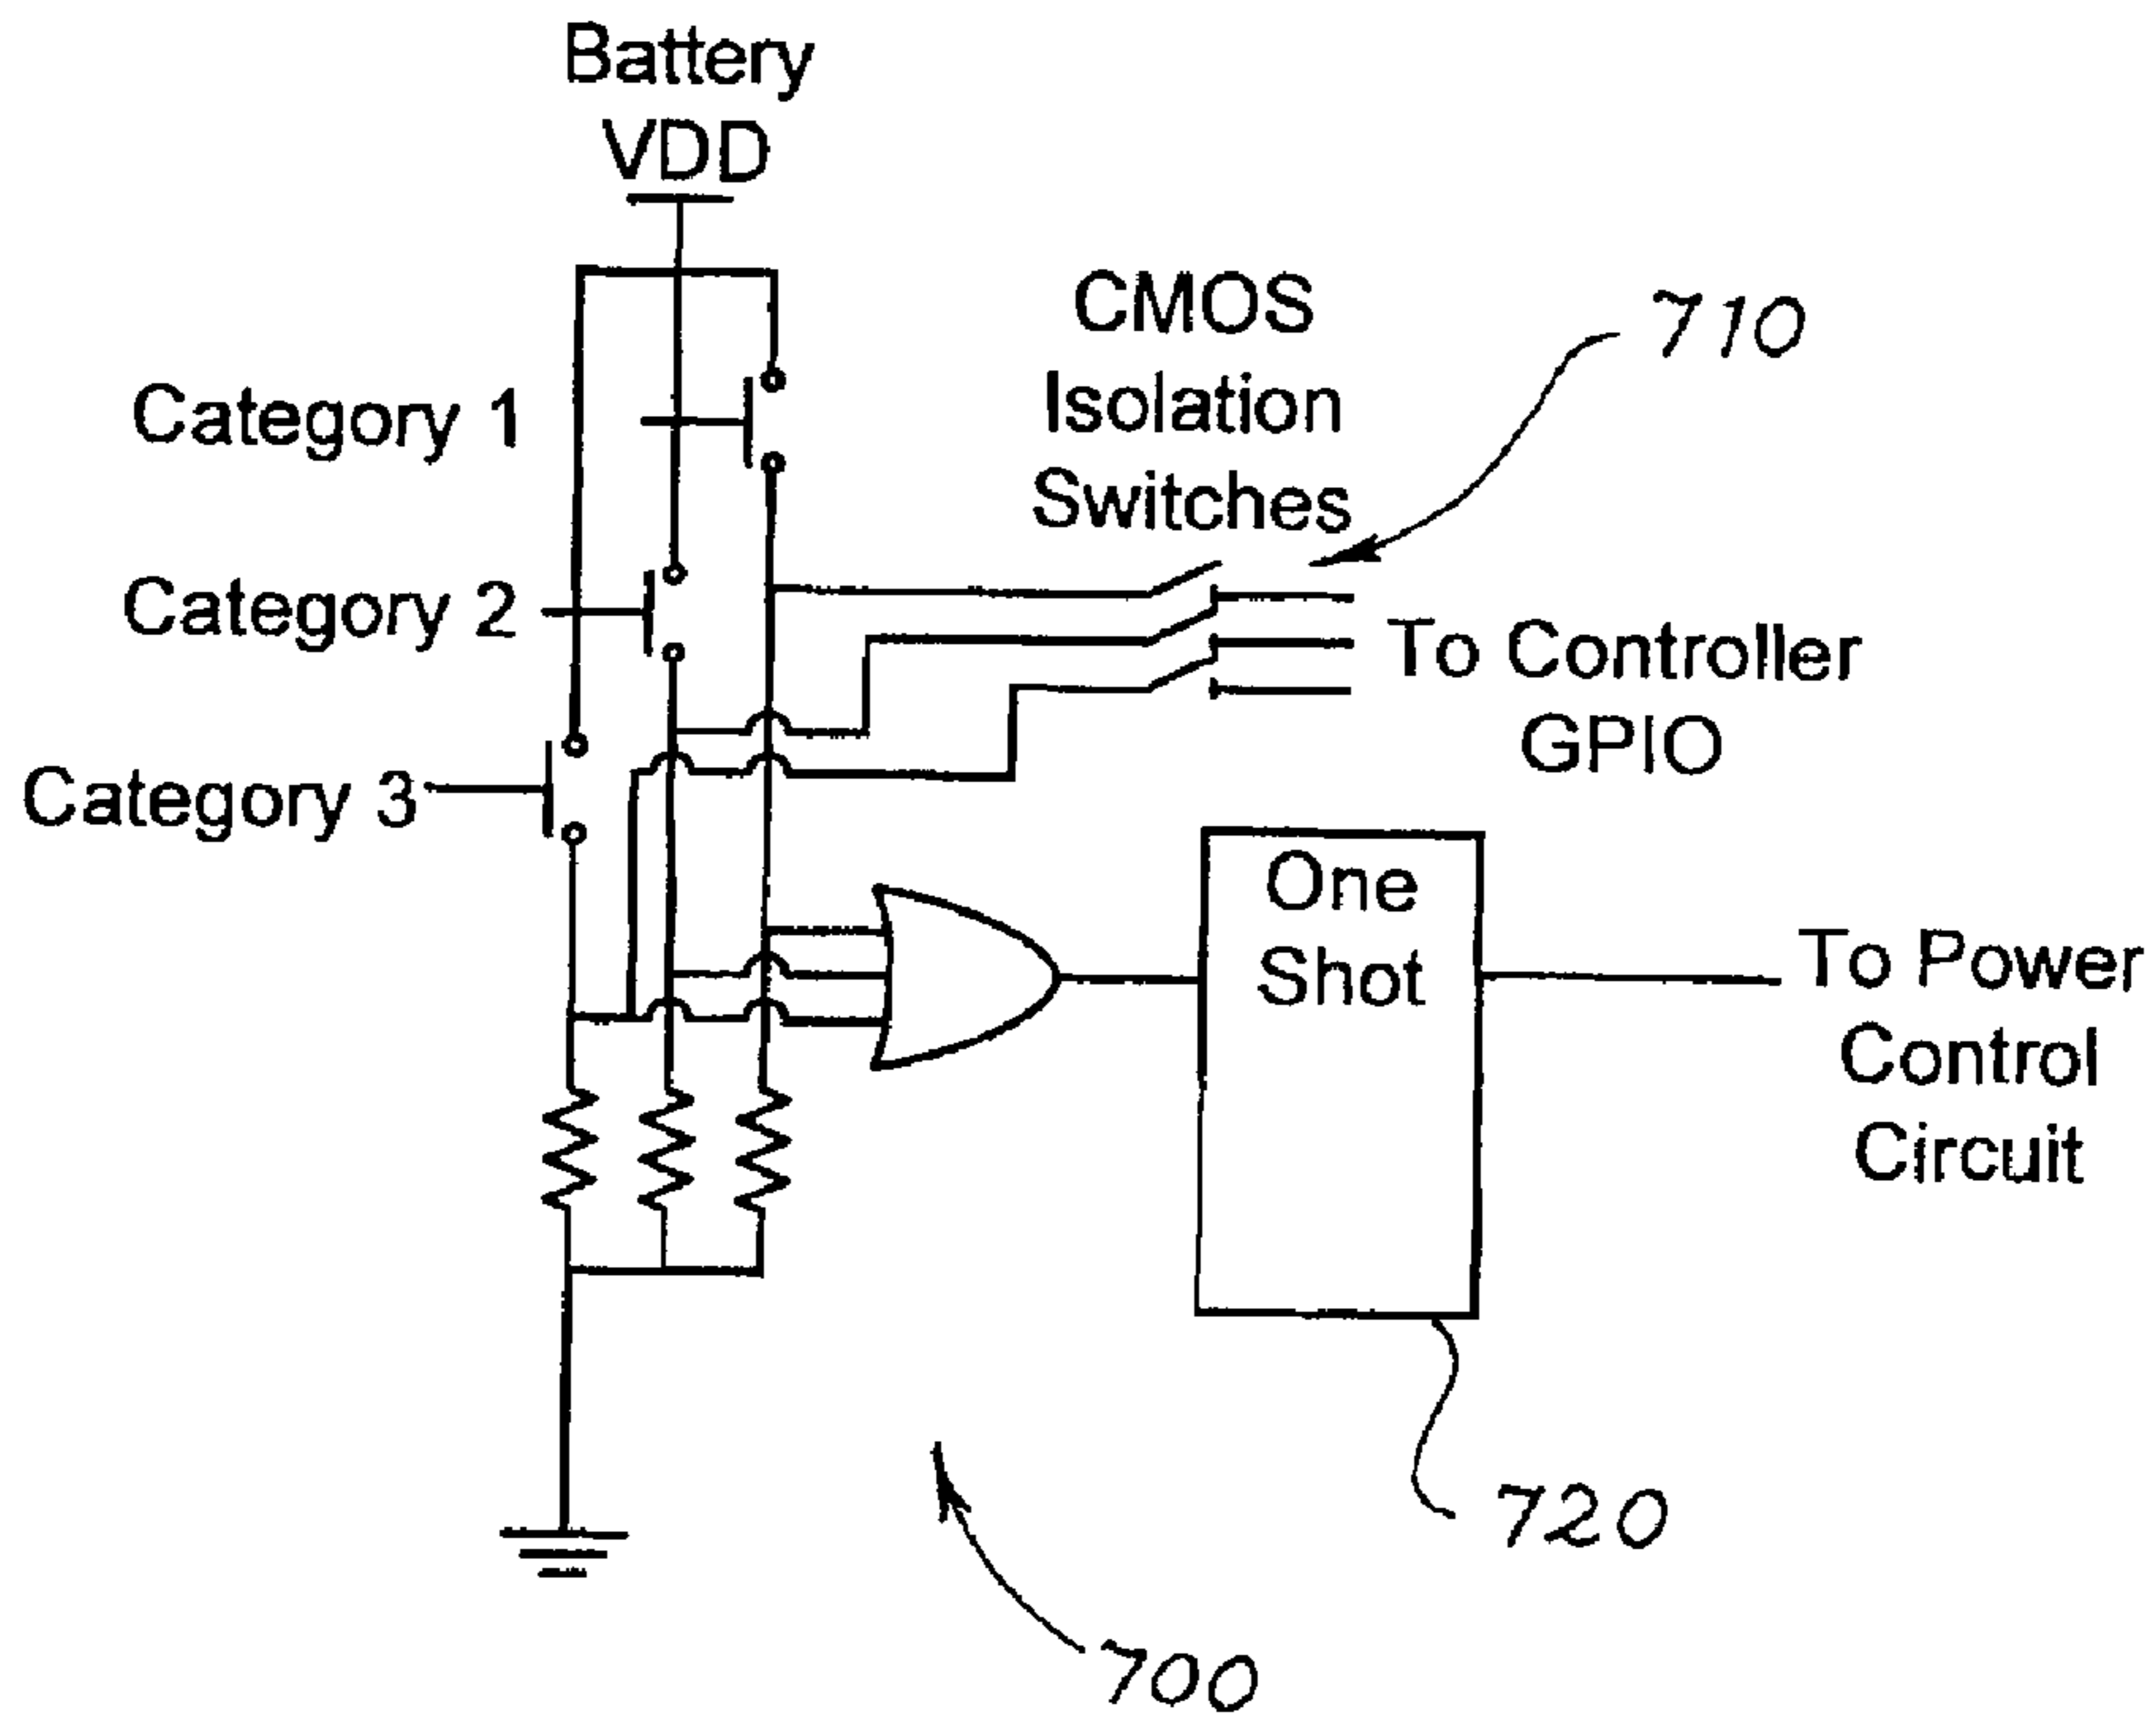 Battery
VDD
CMOS
Isolation
Switches
710
Category 1
Category 2
To Controller
GPIO
Category 3
One
Shot
To Power
Control
Circuit
720
700